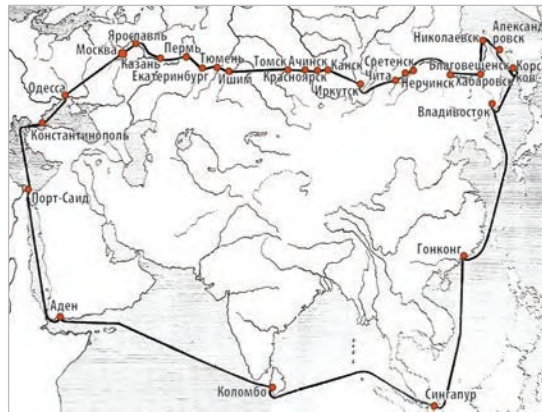 Ярославль
Москва
Казань
Пермь
Екатеринбург
Тюмень
Ишим
Томск
Ачинск
Красноярск
Канск
Иркутск
Сретенск
Чита
Нерчинск
Благовещенск
Николаевск
Александ-
ровск
Хабаровск
Корса-
ков
Владивосток
Одесса
Константинополь
Порт-Саид
Аден
Коломбо
Сингапур
Гонконг